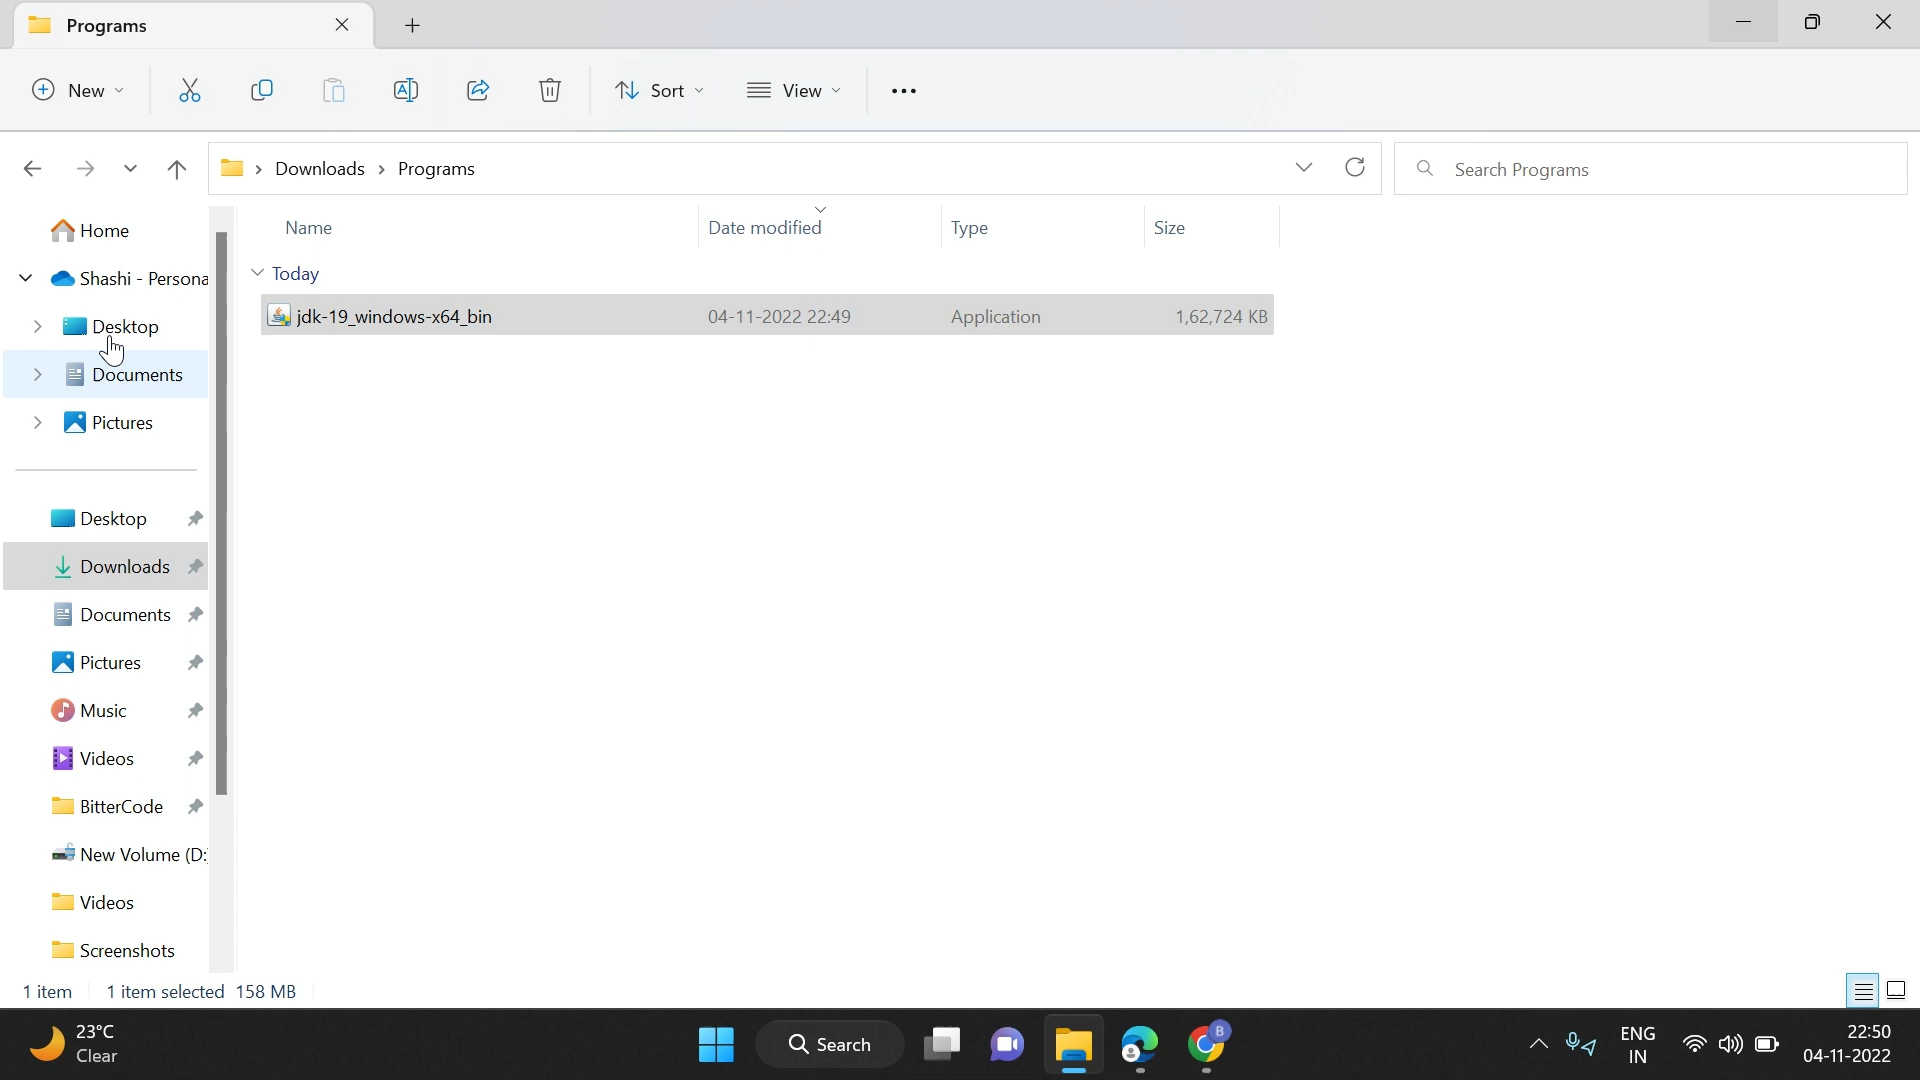 Programs
New
Sort
View
Downloads
Programs
Search Programs
Home
Name
Date modified
Type
Size
Shashi - Persona
Today
Desktop
jdk-19_windows-x64_bin
04-11-2022 22:49
Application
1,62,724 KB
Documents
Pictures
Desktop
Downloads
Documents
Pictures
Music
Videos
BitterCode
New Volume (D:)
Videos
Screenshots
1 item
1 item selected 158 MB
23°C
Clear
Search
B
ENG
IN
22:50
04-11-2022